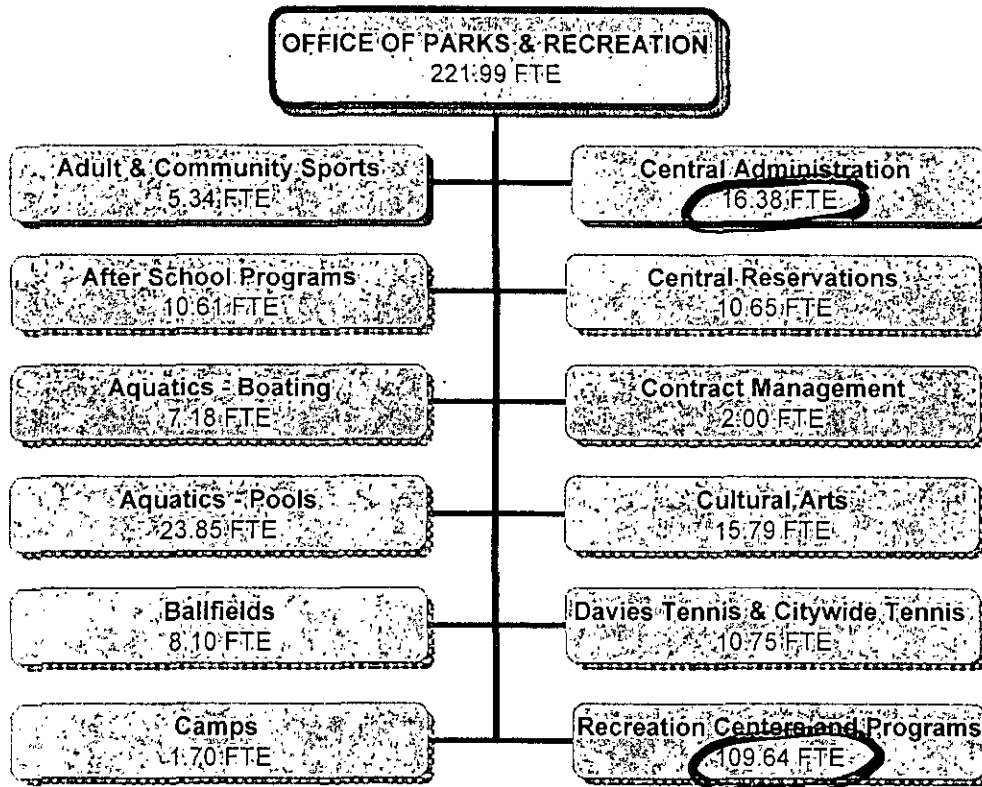 OFFICE OF PARKS & RECREATION
221.99 FTE
Adult & Community Sports
5.34 FTE
Central Administration
16.38 FTE
After School Programs
10.61 FTE
Central Reservations
10.65 FTE
Aquatics - Boating
7.18 FTE
Contract Management
2.00 FTE
Aquatics - Pools
23.85 FTE
Cultural Arts
15.79 FTE
Ballfields
8.10 FTE
Davies Tennis & Citywide Tennis
10.75 FTE
Camps
1.70 FTE
Recreation Centers and Programs
109.64 FTE